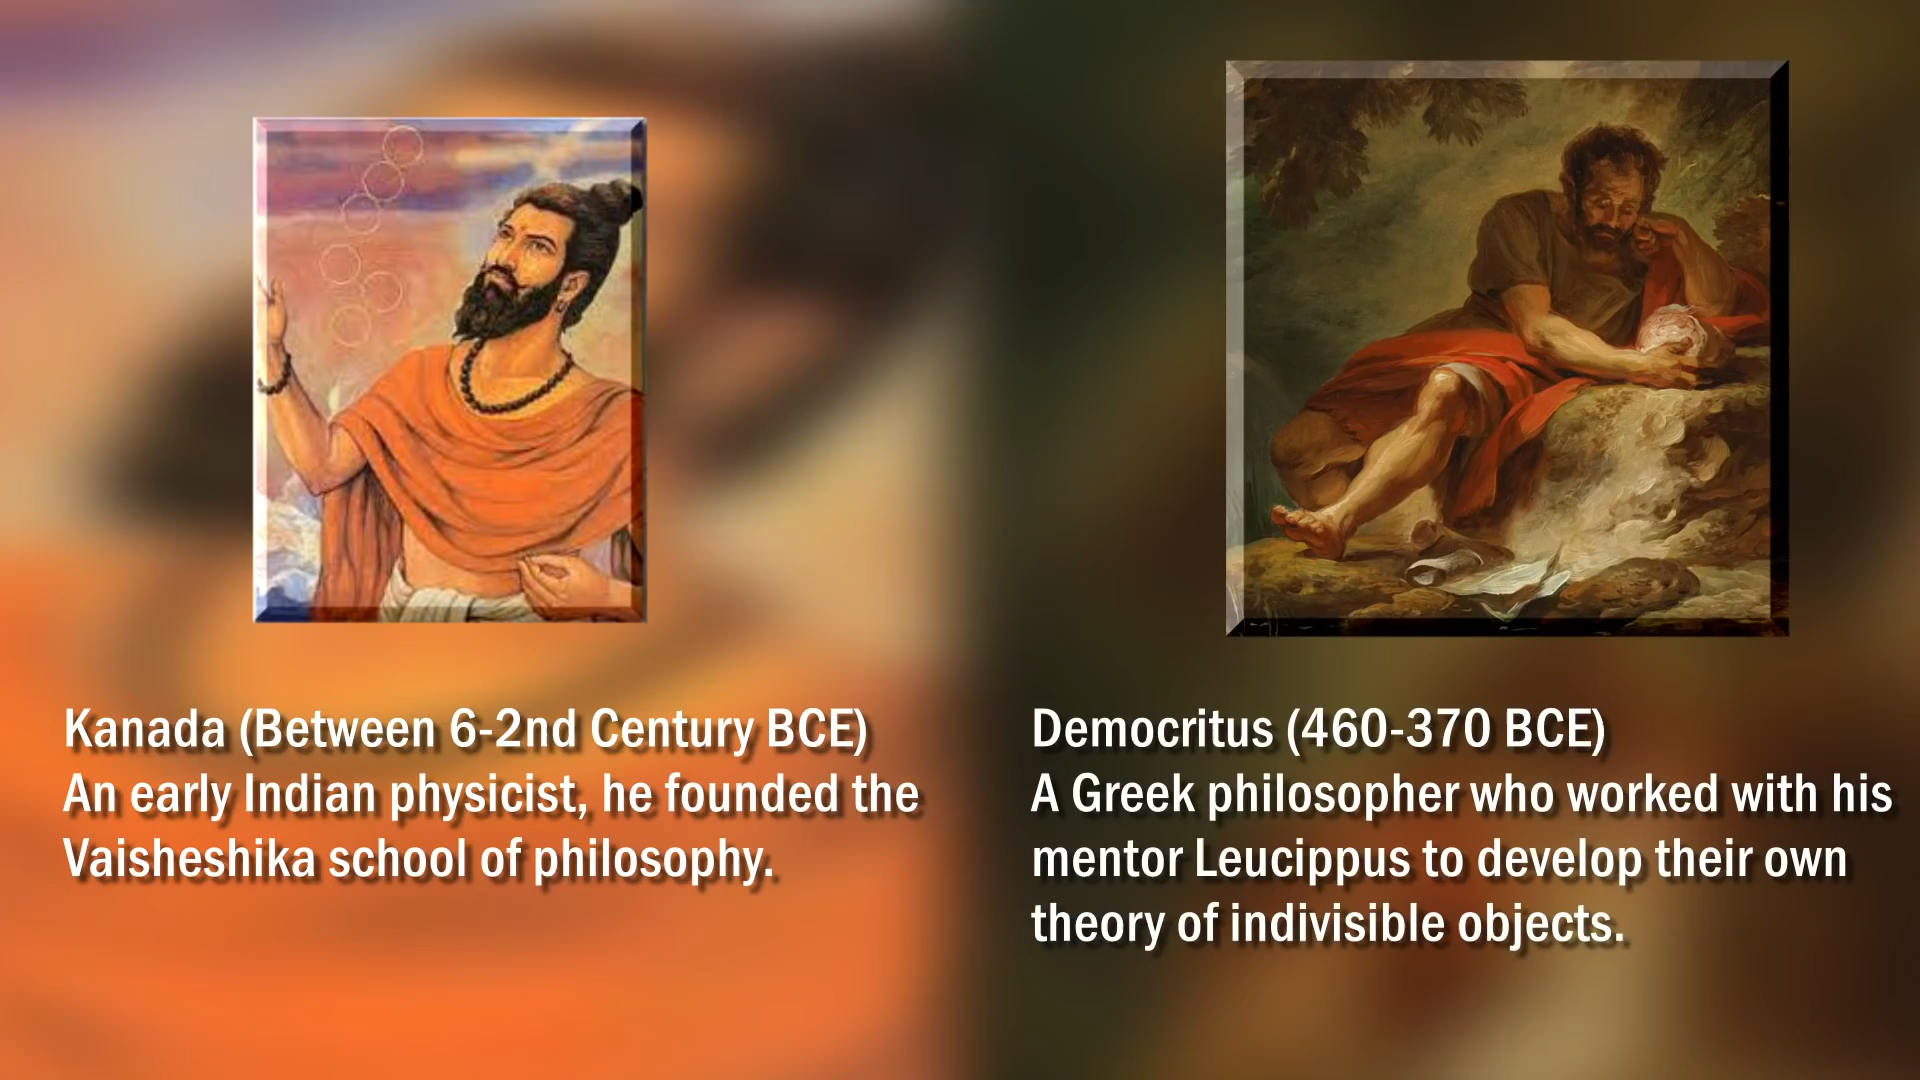 Kanada (Between 6-2nd Century BCE)
An early Indian physicist, he founded the
Vaisheshika school of philosophy.
Democritus (460-370 BCE)
A Greek philosopher who worked with his
mentor Leucippus to develop their own
theory of indivisible objects.